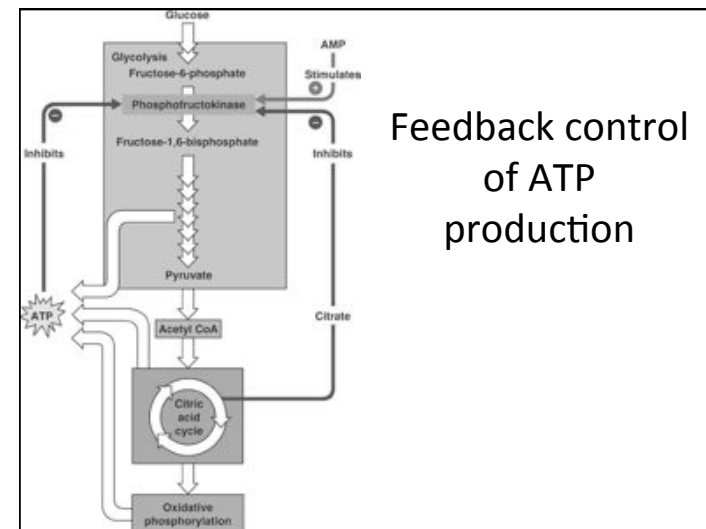 Glucose
Glycolysis
Fructose-6-phosphate
AMP
Stimulates
+
Phosphofructokinase
−
−
Fructose-1,6-bisphosphate
Inhibits
Inhibits
Pyruvate
ATP
Citrate
Acetyl CoA
Citric
acid
cycle
Oxidative
phosphorylation
Feedback control
of ATP
production